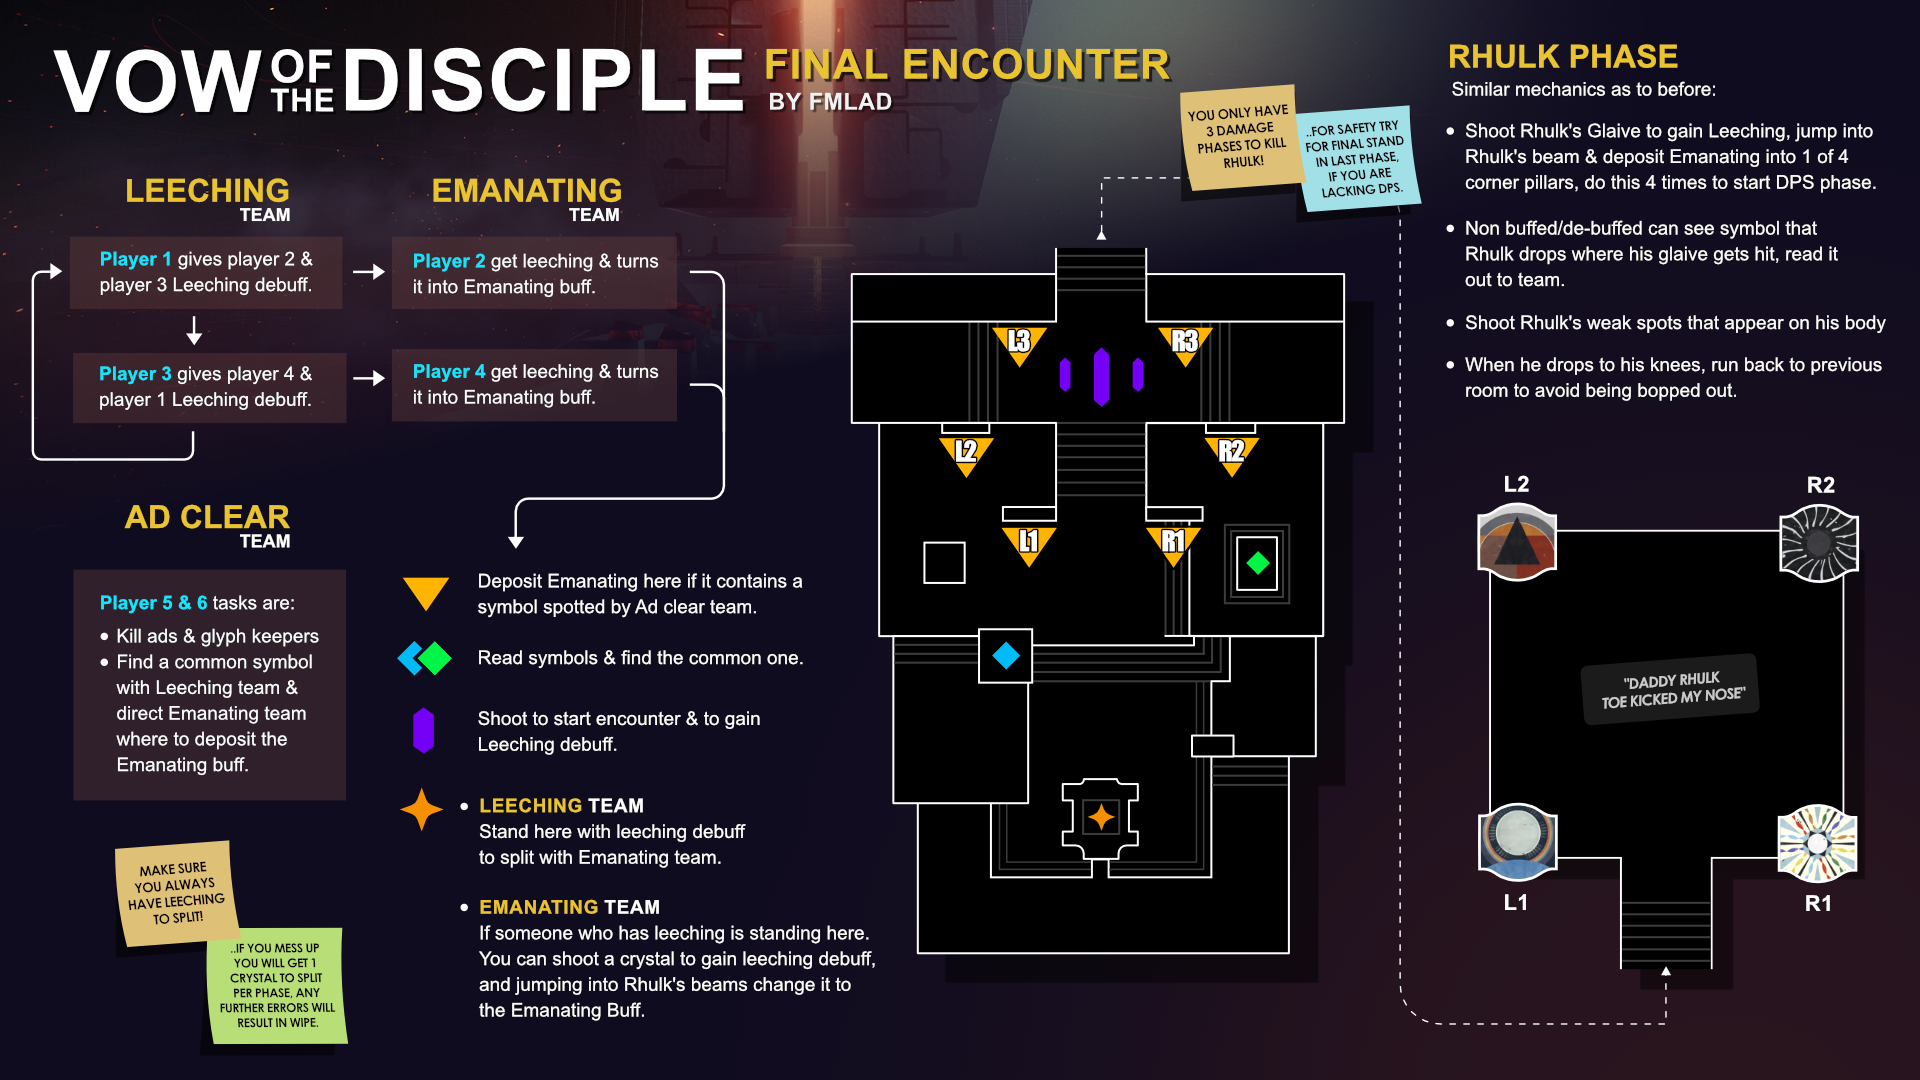 VOW OF THE DISCIPLE FINAL ENCOUNTER
BY FMLAD
LEECHING
TEAM
Player 1 gives player 2 &
player 3 Leeching debuff.
Player 3 gives player 4 &
player 1 Leeching debuff.
EMANATING
TEAM
Player 2 get leeching & turns
it into Emanating buff.
Player 4 get leeching & turns
it into Emanating buff.
AD CLEAR
TEAM
Player 5 & 6 tasks are:
• Kill ads & glyph keepers
• Find a common symbol
with Leeching team &
direct Emanating team
where to deposit the
Emanating buff.
MAKE SURE
YOU ALWAYS
HAVE LEECHING
TO SPLIT!
..IF YOU MESS UP
YOU WILL GET 1
CRYSTAL TO SPLIT
PER PHASE, ANY
FURTHER ERRORS WILL
RESULT IN WIPE.
Deposit Emanating here if it contains a
symbol spotted by Ad clear team.
Read symbols & find the common one.
Shoot to start encounter & to gain
Leeching debuff.
• LEECHING TEAM
Stand here with leeching debuff
to split with Emanating team.
• EMANATING TEAM
If someone who has leeching is standing here.
You can shoot a crystal to gain leeching debuff,
and jumping into Rhulk's beams change it to
the Emanating Buff.
YOU ONLY HAVE
3 DAMAGE
PHASES TO KILL
RHULK!
..FOR SAFETY TRY
FOR FINAL STAND
IN LAST PHASE,
IF YOU ARE
LACKING DPS.
L3
R3
L2
R2
L1
R1
RHULK PHASE
Similar mechanics as to before:
• Shoot Rhulk's Glaive to gain Leeching, jump into
Rhulk's beam & deposit Emanating into 1 of 4
corner pillars, do this 4 times to start DPS phase.
• Non buffed/de-buffed can see symbol that
Rhulk drops where his glaive gets hit, read it
out to team.
• Shoot Rhulk's weak spots that appear on his body
• When he drops to his knees, run back to previous
room to avoid being bopped out.
L2
R2
"DADDY RHULK
TOE KICKED MY NOSE"
L1
R1